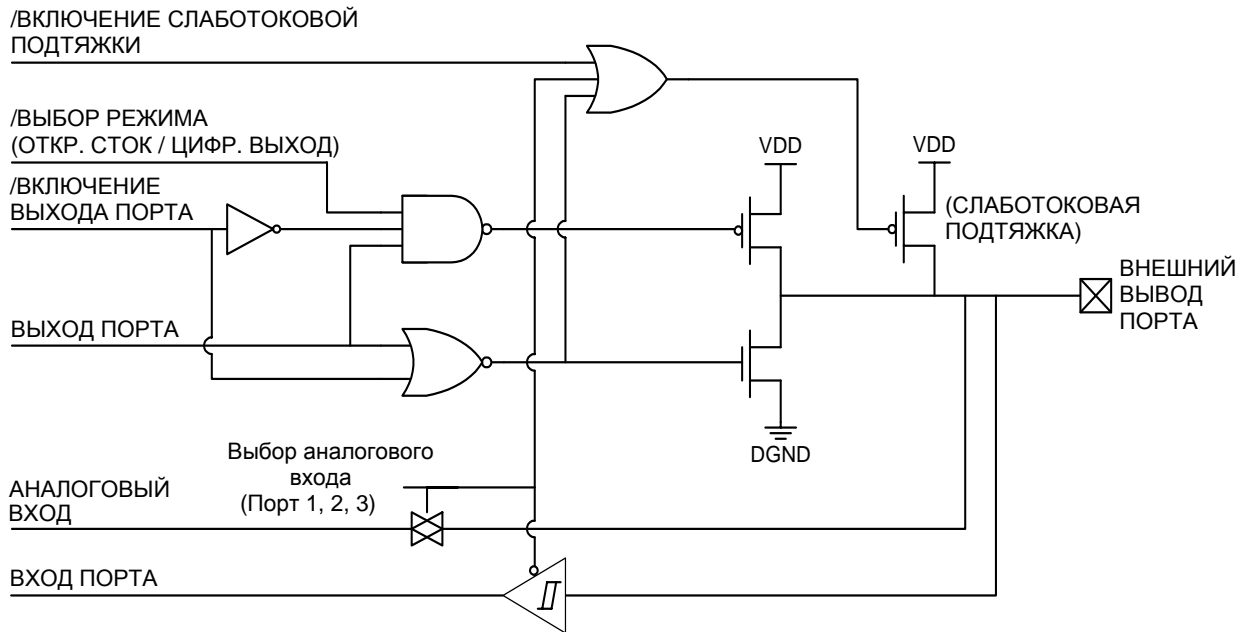 /ВКЛЮЧЕНИЕ СЛАБОТОКОВОЙ
ПОДТЯЖКИ
/ВЫБОР РЕЖИМА
(ОТКР. СТОК / ЦИФР. ВЫХОД)
/ВКЛЮЧЕНИЕ
ВЫХОДА ПОРТА
VDD
VDD
(СЛАБОТОКОВАЯ
ПОДТЯЖКА)
ВНЕШНИЙ
ВЫВОД
ПОРТА
ВЫХОД ПОРТА
DGND
Выбор аналогового
входа
(Порт 1, 2, 3)
АНАЛОГОВЫЙ
ВХОД
ВХОД ПОРТА